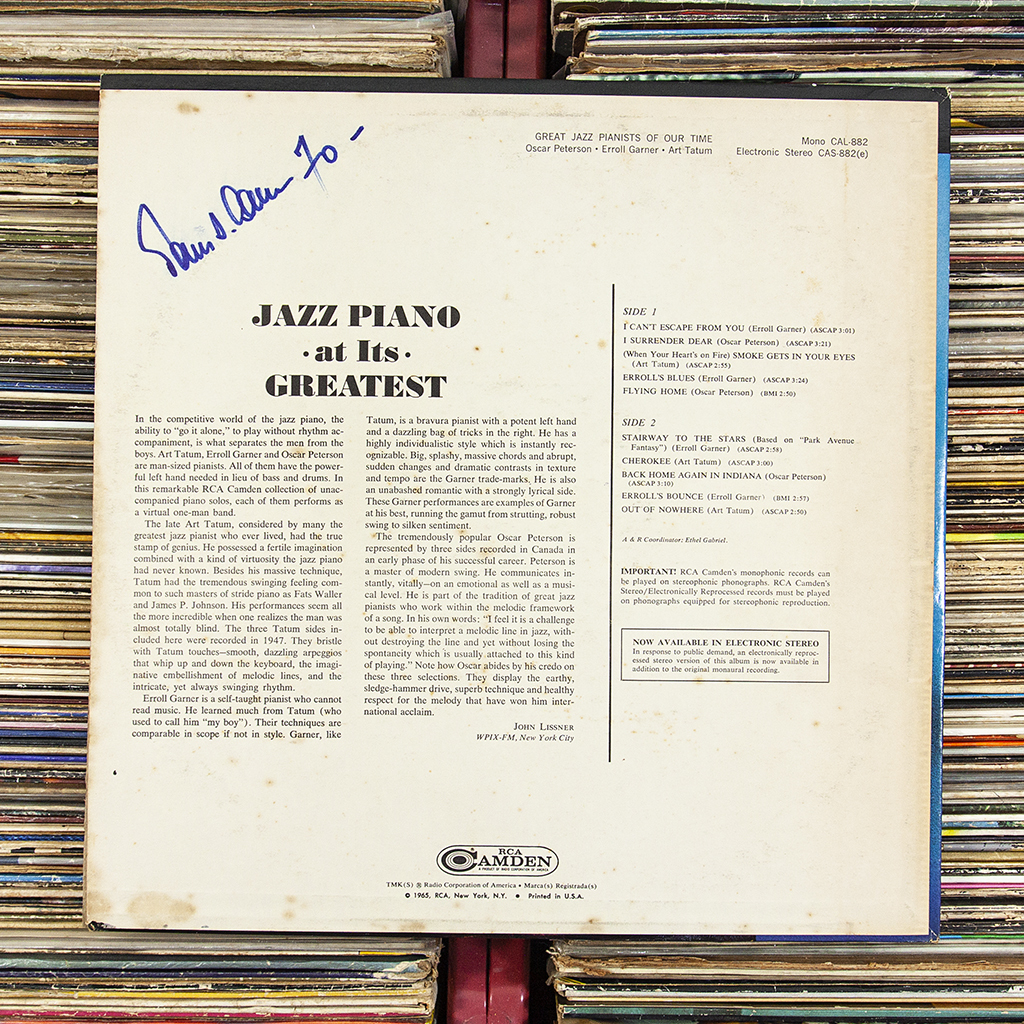 70 -
GREAT JAZZ PIANISTS OF OUR TIME
Oscar Peterson • Erroll Garner • Art Tatum
Mono CAL-882
Electronic Stereo CAS-882(e)
JAZZ PIANO
• at Its •
GREATEST
In the competitive world of the jazz piano, the
ability to "go it alone," to play without rhythm ac-
companiment, is what separates the men from the
boys. Art Tatum, Erroll Garner and Oscar Peterson
are man-sized pianists. All of them have the power-
ful left hand needed in lieu of bass and drums. In
this remarkable RCA Camden collection of unac-
companied piano solos, each of them performs as
a virtual one-man band.
The late Art Tatum, considered by many the
greatest jazz pianist who ever lived, had the true
stamp of genius. He possessed a fertile imagination
combined with a kind of virtuosity the jazz piano
had never known. Besides his massive technique,
Tatum had the tremendous swinging feeling com-
mon to such masters of stride piano as Fats Waller
and James P. Johnson. His performances seem all
the more incredible when one realizes the man was
almost totally blind. The three Tatum sides in-
cluded here were recorded in 1947. They bristle
with Tatum touches—smooth, dazzling arpeggios
that whip up and down the keyboard, the imagi-
native embellishment of melodic lines, and the
intricate, yet always swinging rhythm.
Erroll Garner is a self-taught pianist who cannot
read music. He learned much from Tatum (who
used to call him "my boy"). Their techniques are
comparable in scope if not in style. Garner, like
Tatum, is a bravura pianist with a potent left hand
and a dazzling bag of tricks in the right. He has a
highly individualistic style which is instantly rec-
ognizable. Big, splashy, massive chords and abrupt,
sudden changes and dramatic contrasts in texture
and tempo are the Garner trade-marks. He is also
an unabashed romantic with a strongly lyrical side.
These Garner performances are examples of Garner
at his best, running the gamut from strutting, robust
swing to silken sentiment.
The tremendously popular Oscar Peterson is
represented by three sides recorded in Canada in
an early phase of his successful career. Peterson is
a master of modern swing. He communicates in-
stantly, vitally—on an emotional as well as a musi-
cal level. He is part of the tradition of great jazz
pianists who work within the melodic framework
of a song. In his own words: "I feel it is a challenge
to be able to interpret a melodic line in jazz, with-
out destroying the line and yet without losing the
spontaneity which is usually attached to this kind
of playing." Note how Oscar abides by his credo on
these three selections. They display the earthy,
sledge-hammer drive, superb technique and healthy
respect for the melody that have won him inter-
national acclaim.
JOHN LISSNER
WPIX-FM, New York City
SIDE 1
I CAN'T ESCAPE FROM YOU (Erroll Garner) (ASCAP 3:01)
I SURRENDER DEAR (Oscar Peterson) (ASCAP 3:21)
(When Your Heart's on Fire) SMOKE GETS IN YOUR EYES
(Art Tatum) (ASCAP 2:55)
ERROLL'S BLUES (Erroll Garner) (ASCAP 3:24)
FLYING HOME (Oscar Peterson) (BMI 2:50)
SIDE 2
STAIRWAY TO THE STARS (Based on "Park Avenue
Fantasy") (Erroll Garner) (ASCAP 2:58)
CHEROKEE (Art Tatum) (ASCAP 3:00)
BACK HOME AGAIN IN INDIANA (Oscar Peterson)
(ASCAP 3:10)
ERROLL'S BOUNCE (Erroll Garner) (BMI 2:57)
OUT OF NOWHERE (Art Tatum) (ASCAP 2:50)
A & R Coordinator: Ethel Gabriel.
IMPORTANT! RCA Camden's monophonic records can
be played on stereophonic phonographs. RCA Camden's
Stereo/Electronically Reprocessed records must be played
on phonographs equipped for stereophonic reproduction.
NOW AVAILABLE IN ELECTRONIC STEREO
In response to public demand, an electronically reproc-
essed stereo version of this album is now available in
addition to the original monaural recording.
RCA
CAMDEN
A PRODUCT OF RADIO CORPORATION OF AMERICA
TMK(S) ® Radio Corporation of America • Marca(s) Registrada(s)
© 1965, RCA, New York, N.Y. • Printed in U.S.A.